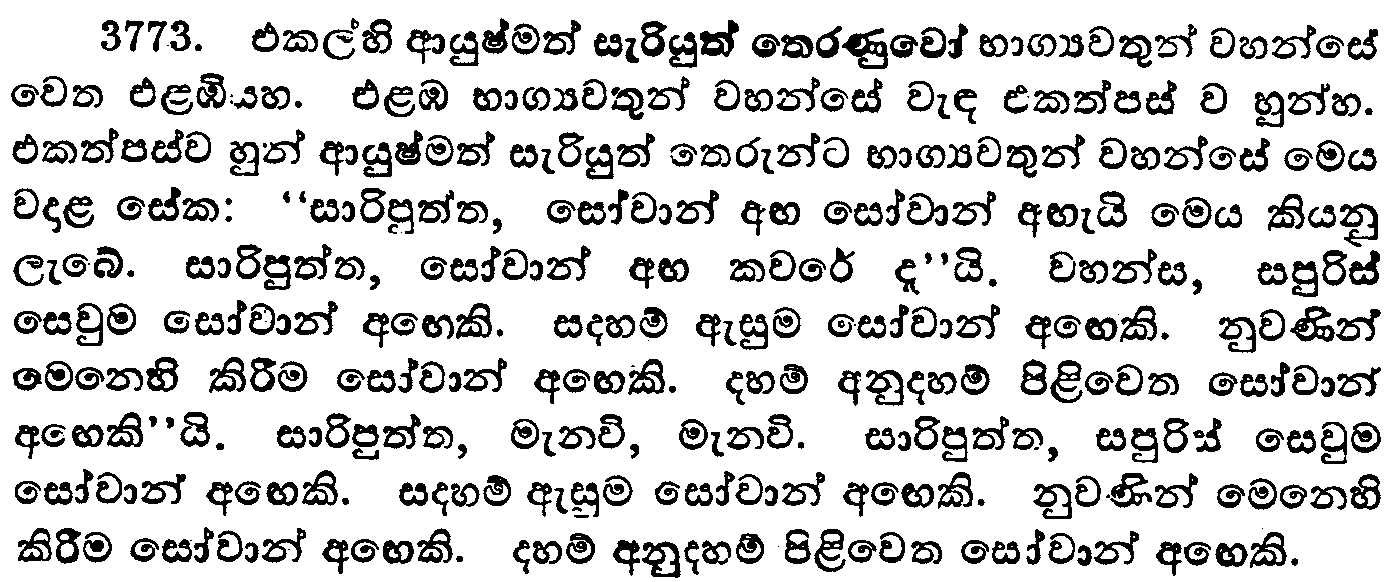 3773. එකල්හි ආයුෂ්මත් සැරියුත් තෙරණුවෝ භාග්‍යවතුන් වහන්සේ
වෙත එළඹියහ. එළඹ භාග්‍යවතුන් වහන්සේ වැඳ එකත්පස් ව හුන්හ.
එකත්පස්ව හුන් ආයුෂ්මත් සැරියුත් තෙරුන්ට භාග්‍යවතුන් වහන්සේ මෙය
වදාළ සේක: “සාරිපුත්ත, සෝවාන් අඟ සෝවාන් අඟැයි මෙය කියනු
ලැබේ. සාරිපුත්ත, සෝවාන් අඟ කවරේ දැ”යි. වහන්ස, සපුරිස්
සෙවුම සෝවාන් අඟෙකි. සදහම් ඇසුම සෝවාන් අඟෙකි. නුවණින්
මෙනෙහි කිරීම සෝවාන් අඟෙකි. දහම් අනුදහම් පිළිවෙත සෝවාන්
අඟෙකි”යි. සාරිපුත්ත, මැනවි, මැනවි. සාරිපුත්ත, සපුරිස් සෙවුම
සෝවාන් අඟෙකි. සදහම් ඇසුම සෝවාන් අඟෙකි. නුවණින් මෙනෙහි
කිරීම සෝවාන් අඟෙකි. දහම් අනුදහම් පිළිවෙත සෝවාන් අඟෙකි.